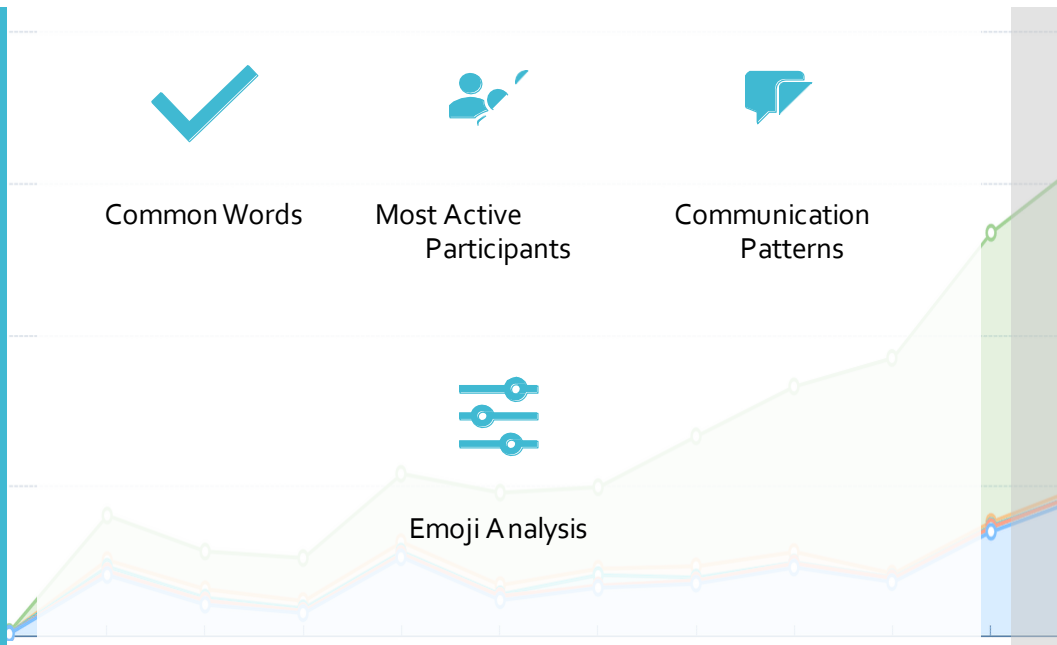 Common Words
Most Active
Participants
Communication
Patterns
Emoji Analysis